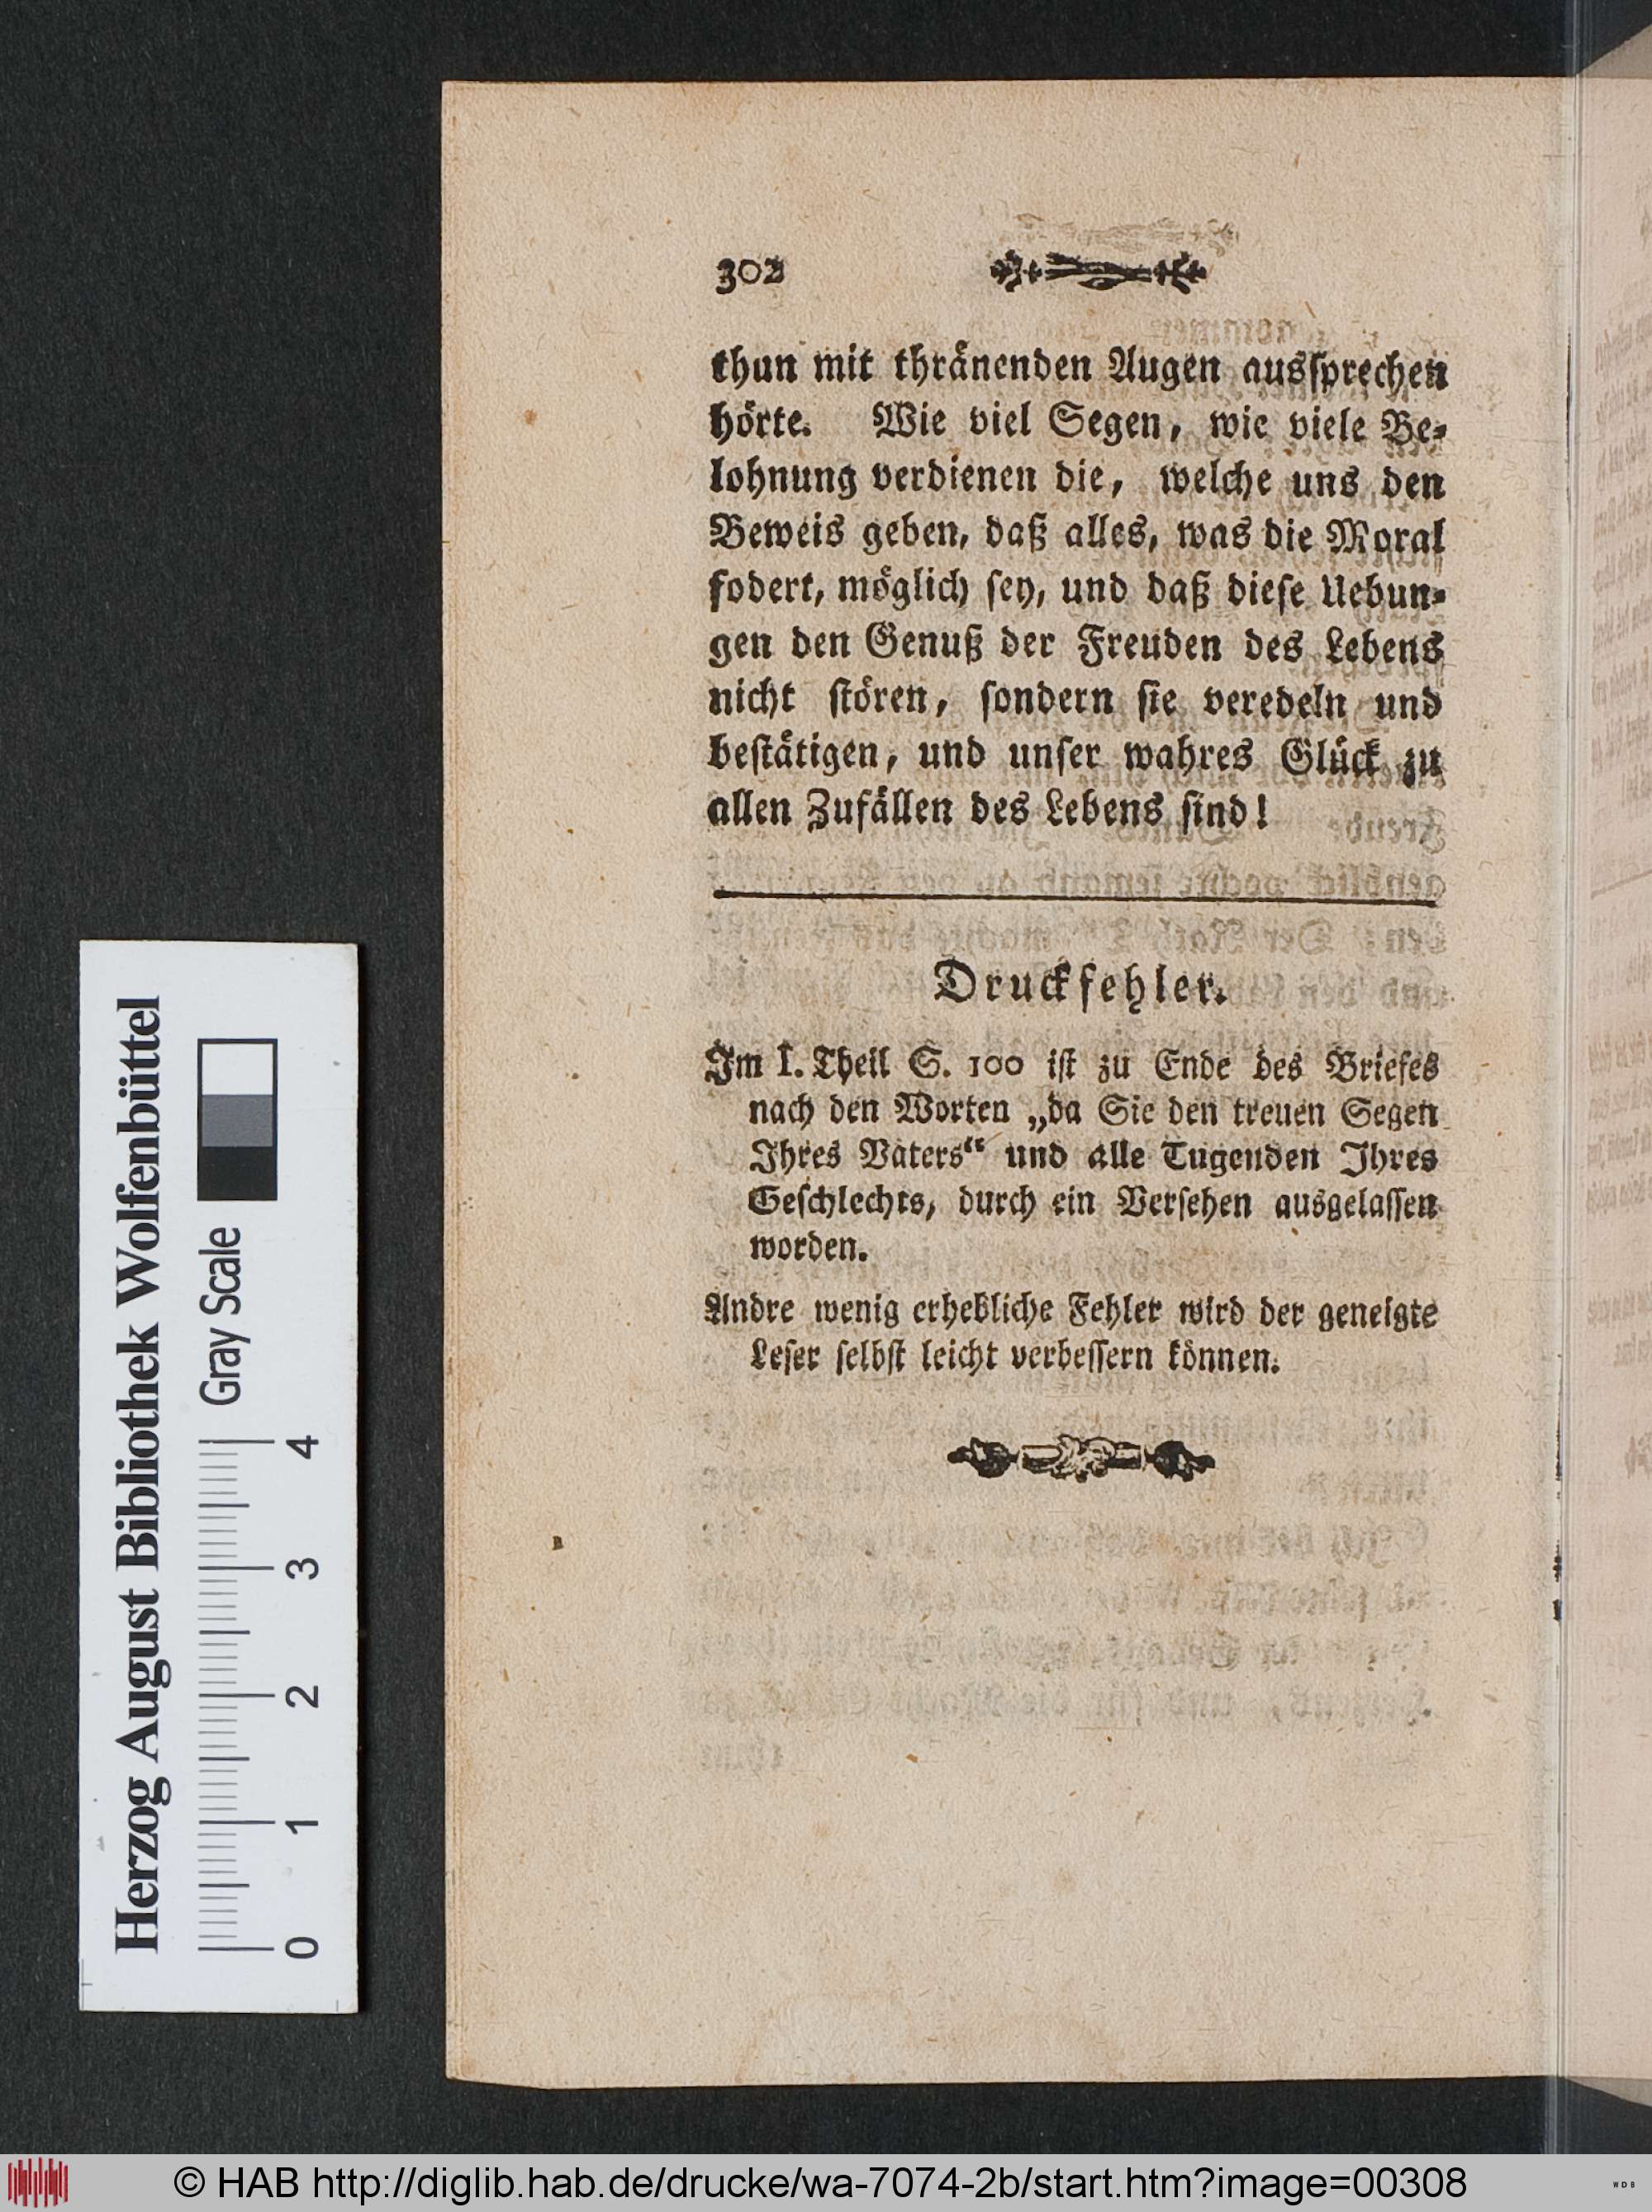 302
thun mit thränenden Augen ausſprechen
hörte. Wie viel Segen, wie viele Be-
lohnung verdienen die, welche uns den
Beweis geben, daß alles, was die Moral
fodert, möglich ſey, und daß dieſe Uebun-
gen den Genuß der Freuden des Lebens
nicht ſtören, ſondern ſie veredeln und
beſtätigen, und unſer wahres Glück zu
allen Zufällen des Lebens ſind!
Druckfehler.
Im I. Theil S. 100 iſt zu Ende des Briefes
nach den Worten „da Sie den treuen Segen
Ihres Vaters“ und alle Tugenden Ihres
Geſchlechts, durch ein Verſehen ausgelaſſen
worden.
Andre wenig erhebliche Fehler wird der geneigte
Leſer ſelbſt leicht verbeſſern können.
Herzog August Bibliothek Wolfenbüttel
Gray Scale
0 1 2 3 4
© HAB http://diglib.hab.de/drucke/wa-7074-2b/start.htm?image=00308
WDB